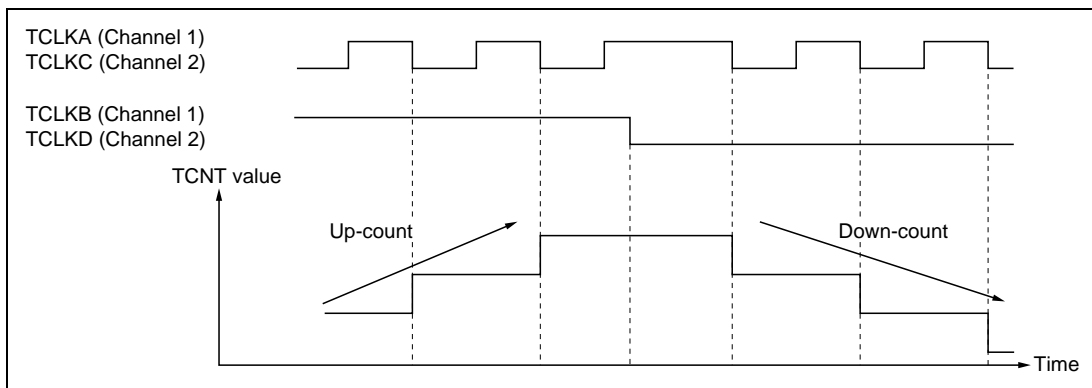 TCLKA (Channel 1)
TCLKC (Channel 2)
TCLKB (Channel 1)
TCLKD (Channel 2)
TCNT value
Up-count
Down-count
Time